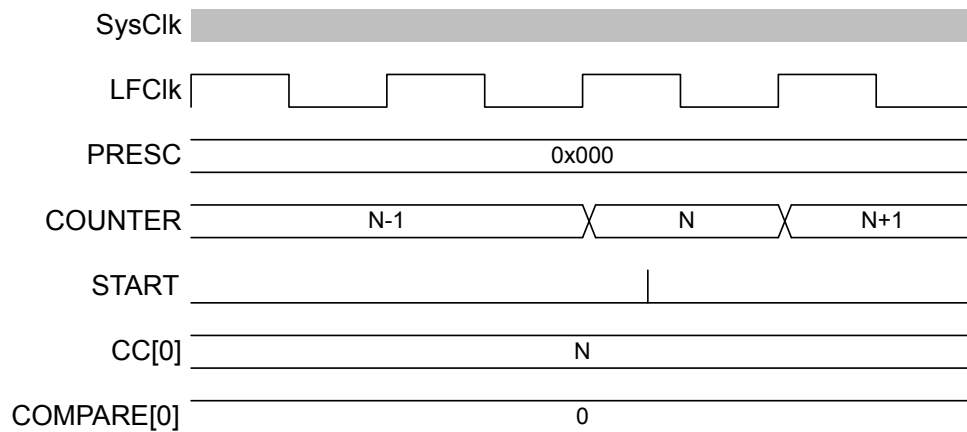 SysClk
LFClk
PRESC 0x000
COUNTER N-1 N N+1
START
CC[0] N
COMPARE[0] 0